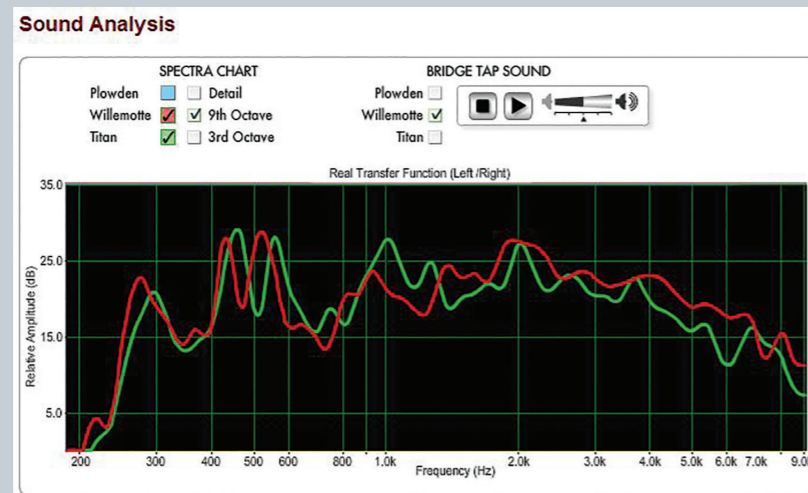 Sound Analysis
SPECTRA CHART BRIDGE TAP SOUND
Plowden Detail Plowden
Willemotte 9th Octave Willemotte
Titan 3rd Octave Titan
Real Transfer Function (Left /Right)
35.0
25.0
15.0
5.0
Relative Amplitude (dB)
200 300 400 500 600 800 1.0k 2.0k 3.0k 4.0k 5.0k 6.0k 7.0k 9.0
Frequency (Hz)